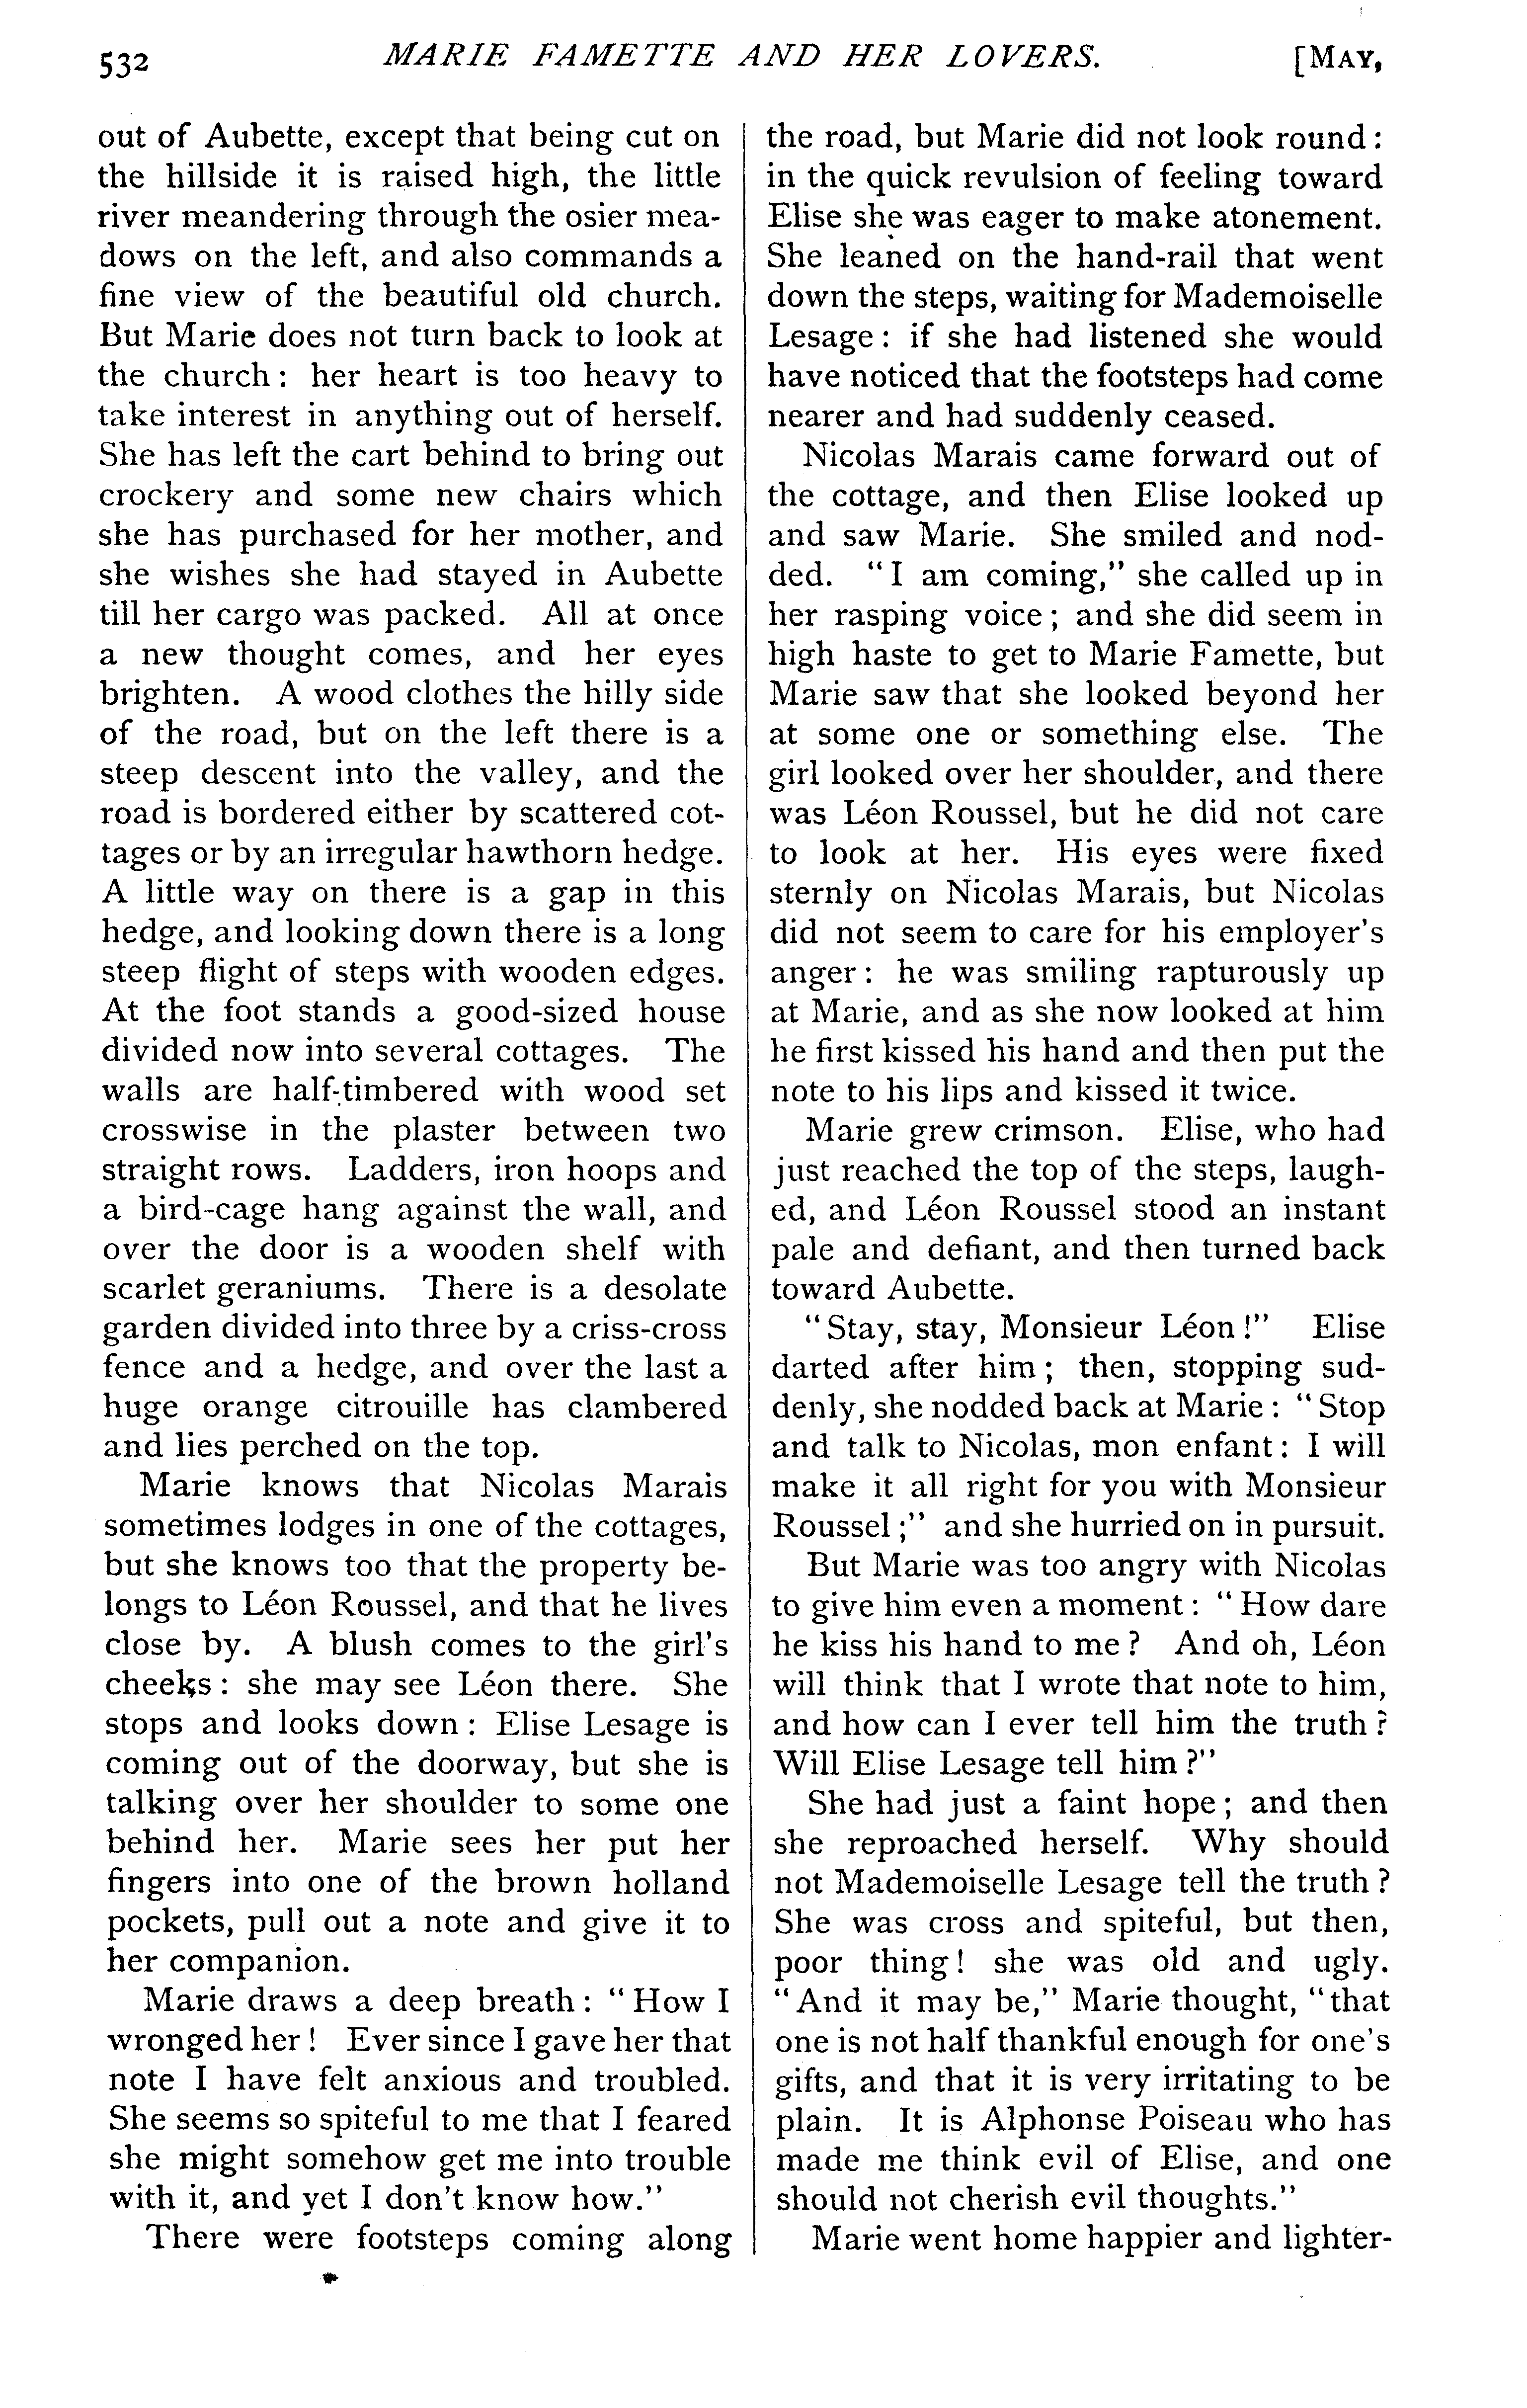 532 MARIE FAMETTE AND HER LOVERS. [MAY,
out of Aubette, except that being cut on
the hillside it is raised high, the little
river meandering through the osier mea-
dows on the left, and also commands a
fine view of the beautiful old church.
But Marie does not turn back to look at
the church: her heart is too heavy to
take interest in anything out of herself.
She has left the cart behind to bring out
crockery and some new chairs which
she has purchased for her mother, and
she wishes she had stayed in Aubette
till her cargo was packed. All at once
a new thought comes, and her eyes
brighten. A wood clothes the hilly side
of the road, but on the left there is a
steep descent into the valley, and the
road is bordered either by scattered cot-
tages or by an irregular hawthorn hedge.
A little way on there is a gap in this
hedge, and looking down there is a long
steep flight of steps with wooden edges.
At the foot stands a good-sized house
divided now into several cottages. The
walls are half-timbered with wood set
crosswise in the plaster between two
straight rows. Ladders, iron hoops and
a bird-cage hang against the wall, and
over the door is a wooden shelf with
scarlet geraniums. There is a desolate
garden divided into three by a criss-cross
fence and a hedge, and over the last a
huge orange citrouille has clambered
and lies perched on the top.
Marie knows that Nicolas Marais
sometimes lodges in one of the cottages,
but she knows too that the property be-
longs to Léon Roussel, and that he lives
close by. A blush comes to the girl's
cheeks: she may see Léon there. She
stops and looks down: Elise Lesage is
coming out of the doorway, but she is
talking over her shoulder to some one
behind her. Marie sees her put her
fingers into one of the brown holland
pockets, pull out a note and give it to
her companion.
Marie draws a deep breath: "How I
wronged her! Ever since I gave her that
note I have felt anxious and troubled.
She seems so spiteful to me that I feared
she might somehow get me into trouble
with it, and yet I don't know how."
There were footsteps coming along
the road, but Marie did not look round:
in the quick revulsion of feeling toward
Elise she was eager to make atonement.
She leaned on the hand-rail that went
down the steps, waiting for Mademoiselle
Lesage: if she had listened she would
have noticed that the footsteps had come
nearer and had suddenly ceased.
Nicolas Marais came forward out of
the cottage, and then Elise looked up
and saw Marie. She smiled and nod-
ded. "I am coming," she called up in
her rasping voice; and she did seem in
high haste to get to Marie Famette, but
Marie saw that she looked beyond her
at some one or something else. The
girl looked over her shoulder, and there
was Léon Roussel, but he did not care
to look at her. His eyes were fixed
sternly on Nicolas Marais, but Nicolas
did not seem to care for his employer's
anger: he was smiling rapturously up
at Marie, and as she now looked at him
he first kissed his hand and then put the
note to his lips and kissed it twice.
Marie grew crimson. Elise, who had
just reached the top of the steps, laugh-
ed, and Léon Roussel stood an instant
pale and defiant, and then turned back
toward Aubette.
"Stay, stay, Monsieur Léon!" Elise
darted after him; then, stopping sud-
denly, she nodded back at Marie: "Stop
and talk to Nicolas, mon enfant: I will
make it all right for you with Monsieur
Roussel;" and she hurried on in pursuit.
But Marie was too angry with Nicolas
to give him even a moment: "How dare
he kiss his hand to me? And oh, Léon
will think that I wrote that note to him,
and how can I ever tell him the truth?
Will Elise Lesage tell him?"
She had just a faint hope; and then
she reproached herself. Why should
not Mademoiselle Lesage tell the truth?
She was cross and spiteful, but then,
poor thing! she was old and ugly.
"And it may be," Marie thought, "that
one is not half thankful enough for one's
gifts, and that it is very irritating to be
plain. It is Alphonse Poiseau who has
made me think evil of Elise, and one
should not cherish evil thoughts."
Marie went home happier and lighter-